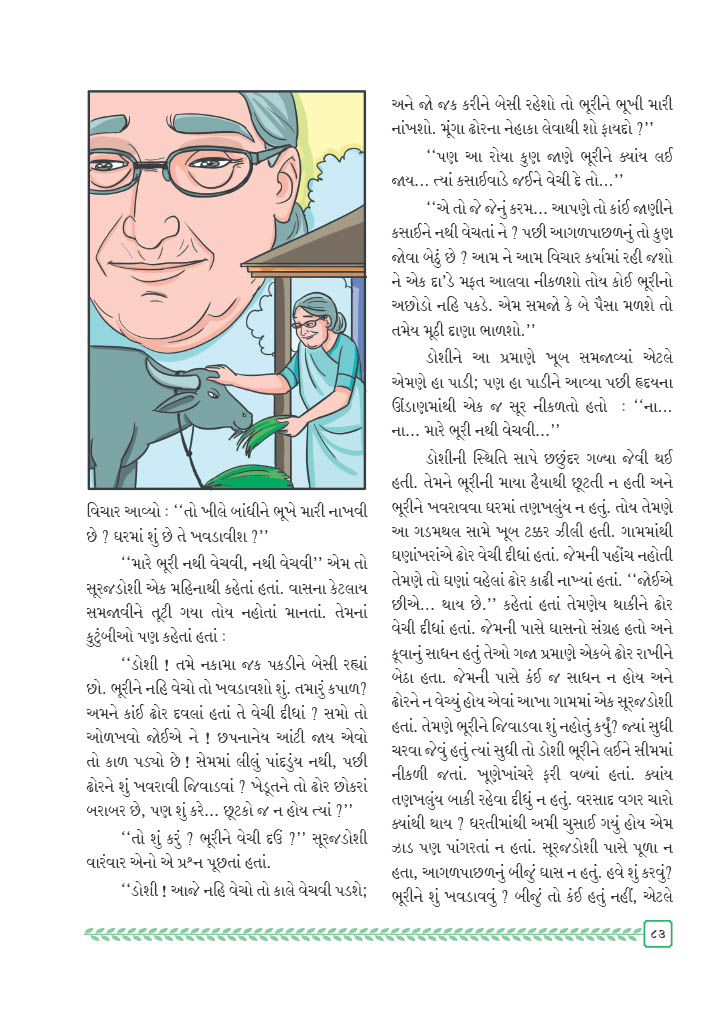 વિચાર આવ્યો : ‘‘તો ખીલે બાંધીને ભૂખે મારી નાખવી
છે ? ઘરમાં શું છે તે ખવડાવીશ ?’’
‘‘મારે ભૂરી નથી વેચવી, નથી વેચવી’’ એમ તો
સૂરજડોશી એક મહિનાથી કહેતાં હતાં. વાસના કેટલાય
સમજાવીને તૂટી ગયા તોય નહોતાં માનતાં. તેમનાં
કુટુંબીઓ પણ કહેતાં હતાં :
‘‘ડોશી ! તમે નકામા જક પકડીને બેસી રહ્યાં
છો. ભૂરીને નહિ વેચો તો ખવડાવશો શું. તમારું કપાળ?
અમને કાંઈ ઢોર દવલાં હતાં તે વેચી દીધાં ? સમો તો
ઓળખવો જોઈએ ને ! છપનાનેય આંટી જાય એવો
તો કાળ પડ્યો છે ! સેમમાં લીલું પાંદડુંય નથી, પછી
ઢોરને શું ખવરાવી જિવાડવાં ? ખેડૂતને તો ઢોર છોકરાં
બરાબર છે, પણ શું કરે... છૂટકો જ ન હોય ત્યાં ?’’
‘‘તો શું કરું ? ભૂરીને વેચી દઉં ?’’ સૂરજડોશી
વારંવાર એનો એ પ્રશ્ન પૂછતાં હતાં.
‘‘ડોશી ! આજે નહિ વેચો તો કાલે વેચવી પડશે;
અને જો જક કરીને બેસી રહેશો તો ભૂરીને ભૂખી મારી
નાંખશો. મૂંગા ઢોરના નેહાકા લેવાથી શો ફાયદો ?’’
‘‘પણ આ રોયા કુણ જાણે ભૂરીને ક્યાંય લઈ
જાય... ત્યાં કસાઈવાડે જઈને વેચી દે તો...’’
‘‘એ તો જે જેનું કરમ... આપણે તો કાંઈ જાણીને
કસાઈને નથી વેચતાં ને ? પછી આગળપાછળનું તો કુણ
જોવા બેઠું છે ? આમ ને આમ વિચાર કર્યામાં રહી જશો
ને એક દા’ડે મફત આલવા નીકળશો તોય કોઈ ભૂરીનો
અછોડો નહિ પકડે. એમ સમજો કે બે પૈસા મળશે તો
તમેય મૂઠી દાણા ભાળશો.’’
ડોશીને આ પ્રમાણે ખૂબ સમજાવ્યાં એટલે
એમણે હા પાડી; પણ હા પાડીને આવ્યા પછી હૃદયના
ઊંડાણમાંથી એક જ સૂર નીકળતો હતો : ‘‘ના...
ના... મારે ભૂરી નથી વેચવી...’’
ડોશીની સ્થિતિ સાપે છછુંદર ગળ્યા જેવી થઈ
હતી. તેમને ભૂરીની માયા હૈયાથી છૂટતી ન હતી અને
ભૂરીને ખવરાવવા ઘરમાં તણખલુંય ન હતું. તોય તેમણે
આ ગડમથલ સામે ખૂબ ટક્કર ઝીલી હતી. ગામમાંથી
ઘણાંખરાંએ ઢોર વેચી દીધાં હતાં. જેમની પહોંચ નહોતી
તેમણે તો ઘણાં વહેલાં ઢોર કાઢી નાખ્યાં હતાં. ‘‘જોઈએ
છીએ... થાય છે.’’ કહેતાં હતાં તેમણેય થાકીને ઢોર
વેચી દીધાં હતાં. જેમની પાસે ઘાસનો સંગ્રહ હતો અને
કૂવાનું સાધન હતું તેઓ ગજા પ્રમાણે એકબે ઢોર રાખીને
બેઠા હતા. જેમની પાસે કંઈ જ સાધન ન હોય અને
ઢોરને ન વેચ્યું હોય એવાં આખા ગામમાં એક સૂરજડોશી
હતાં. તેમણે ભૂરીને જિવાડવા શું નહોતું કર્યું? જ્યાં સુધી
ચરવા જેવું હતું ત્યાં સુધી તો ડોશી ભૂરીને લઈને સીમમાં
નીકળી જતાં. ખૂણેખાંચરે ફરી વળ્યાં હતાં. ક્યાંય
તણખલુંય બાકી રહેવા દીધું ન હતું. વરસાદ વગર ચારો
ક્યાંથી થાય ? ધરતીમાંથી અમી ચુસાઈ ગયું હોય એમ
ઝાડ પણ પાંગરતાં ન હતાં. સૂરજડોશી પાસે પૂળા ન
હતા, આગળપાછળનું બીજું ઘાસ ન હતું. હવે શું કરવું?
ભૂરીને શું ખવડાવવું ? બીજું તો કંઈ હતું નહીં, એટલે
૮૩